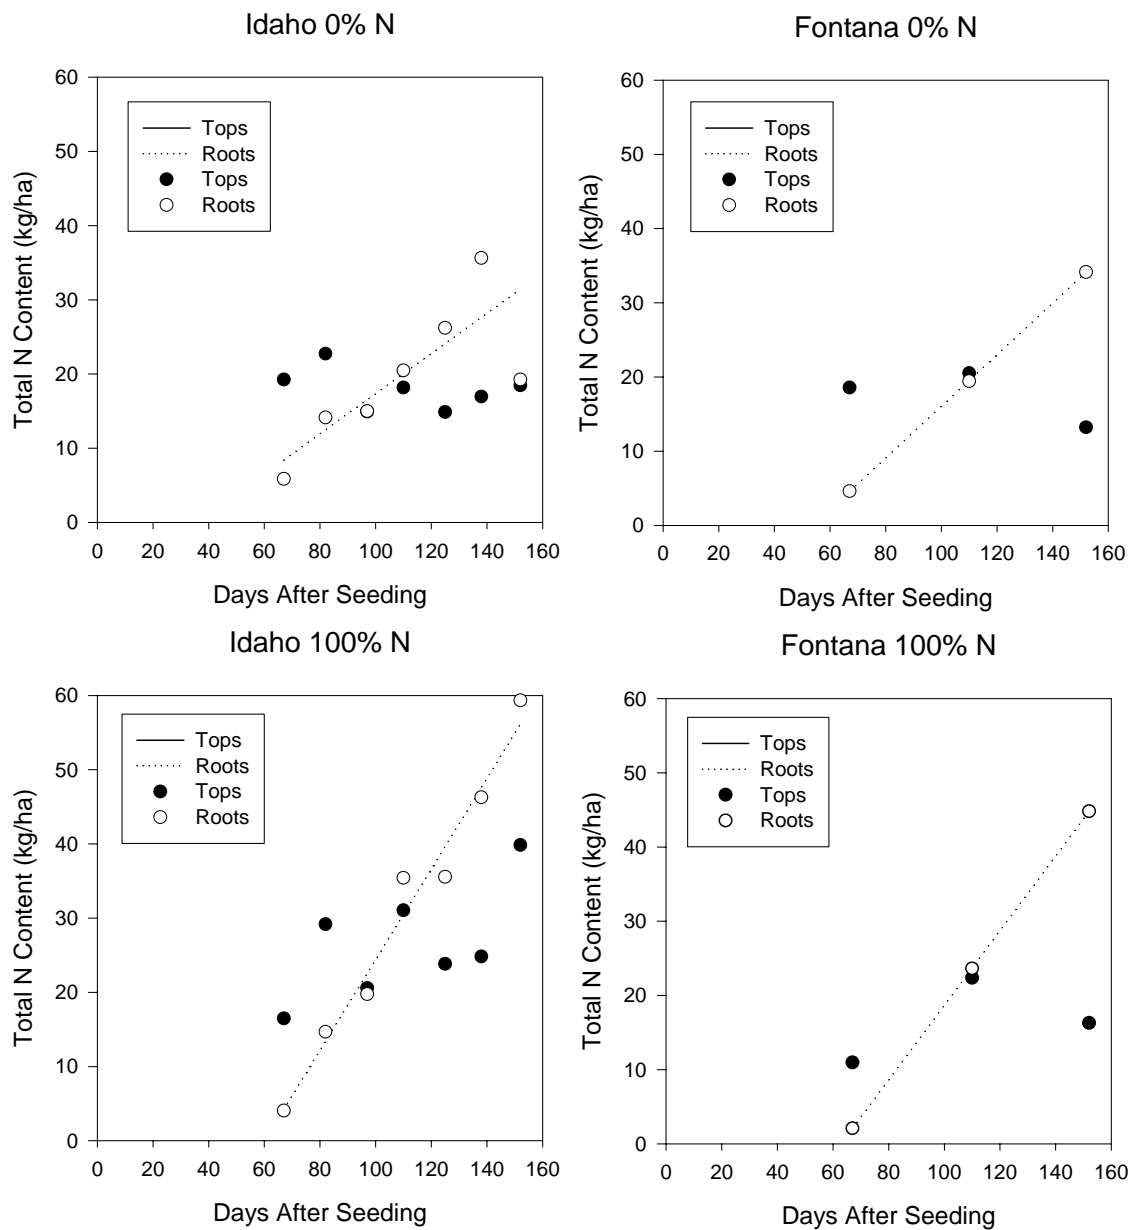 Idaho 0% N
Total N Content (kg/ha)
60
50
40
30
20
10
0
Tops
Roots
Tops
Roots
0 20 40 60 80 100 120 140 160
Days After Seeding
Fontana 0% N
Total N Content (kg/ha)
60
50
40
30
20
10
0
Tops
Roots
Tops
Roots
0 20 40 60 80 100 120 140 160
Days After Seeding
Idaho 100% N
Total N Content (kg/ha)
60
50
40
30
20
10
0
Tops
Roots
Tops
Roots
0 20 40 60 80 100 120 140 160
Days After Seeding
Fontana 100% N
Total N Content (kg/ha)
60
50
40
30
20
10
0
Tops
Roots
Tops
Roots
0 20 40 60 80 100 120 140 160
Days After Seeding